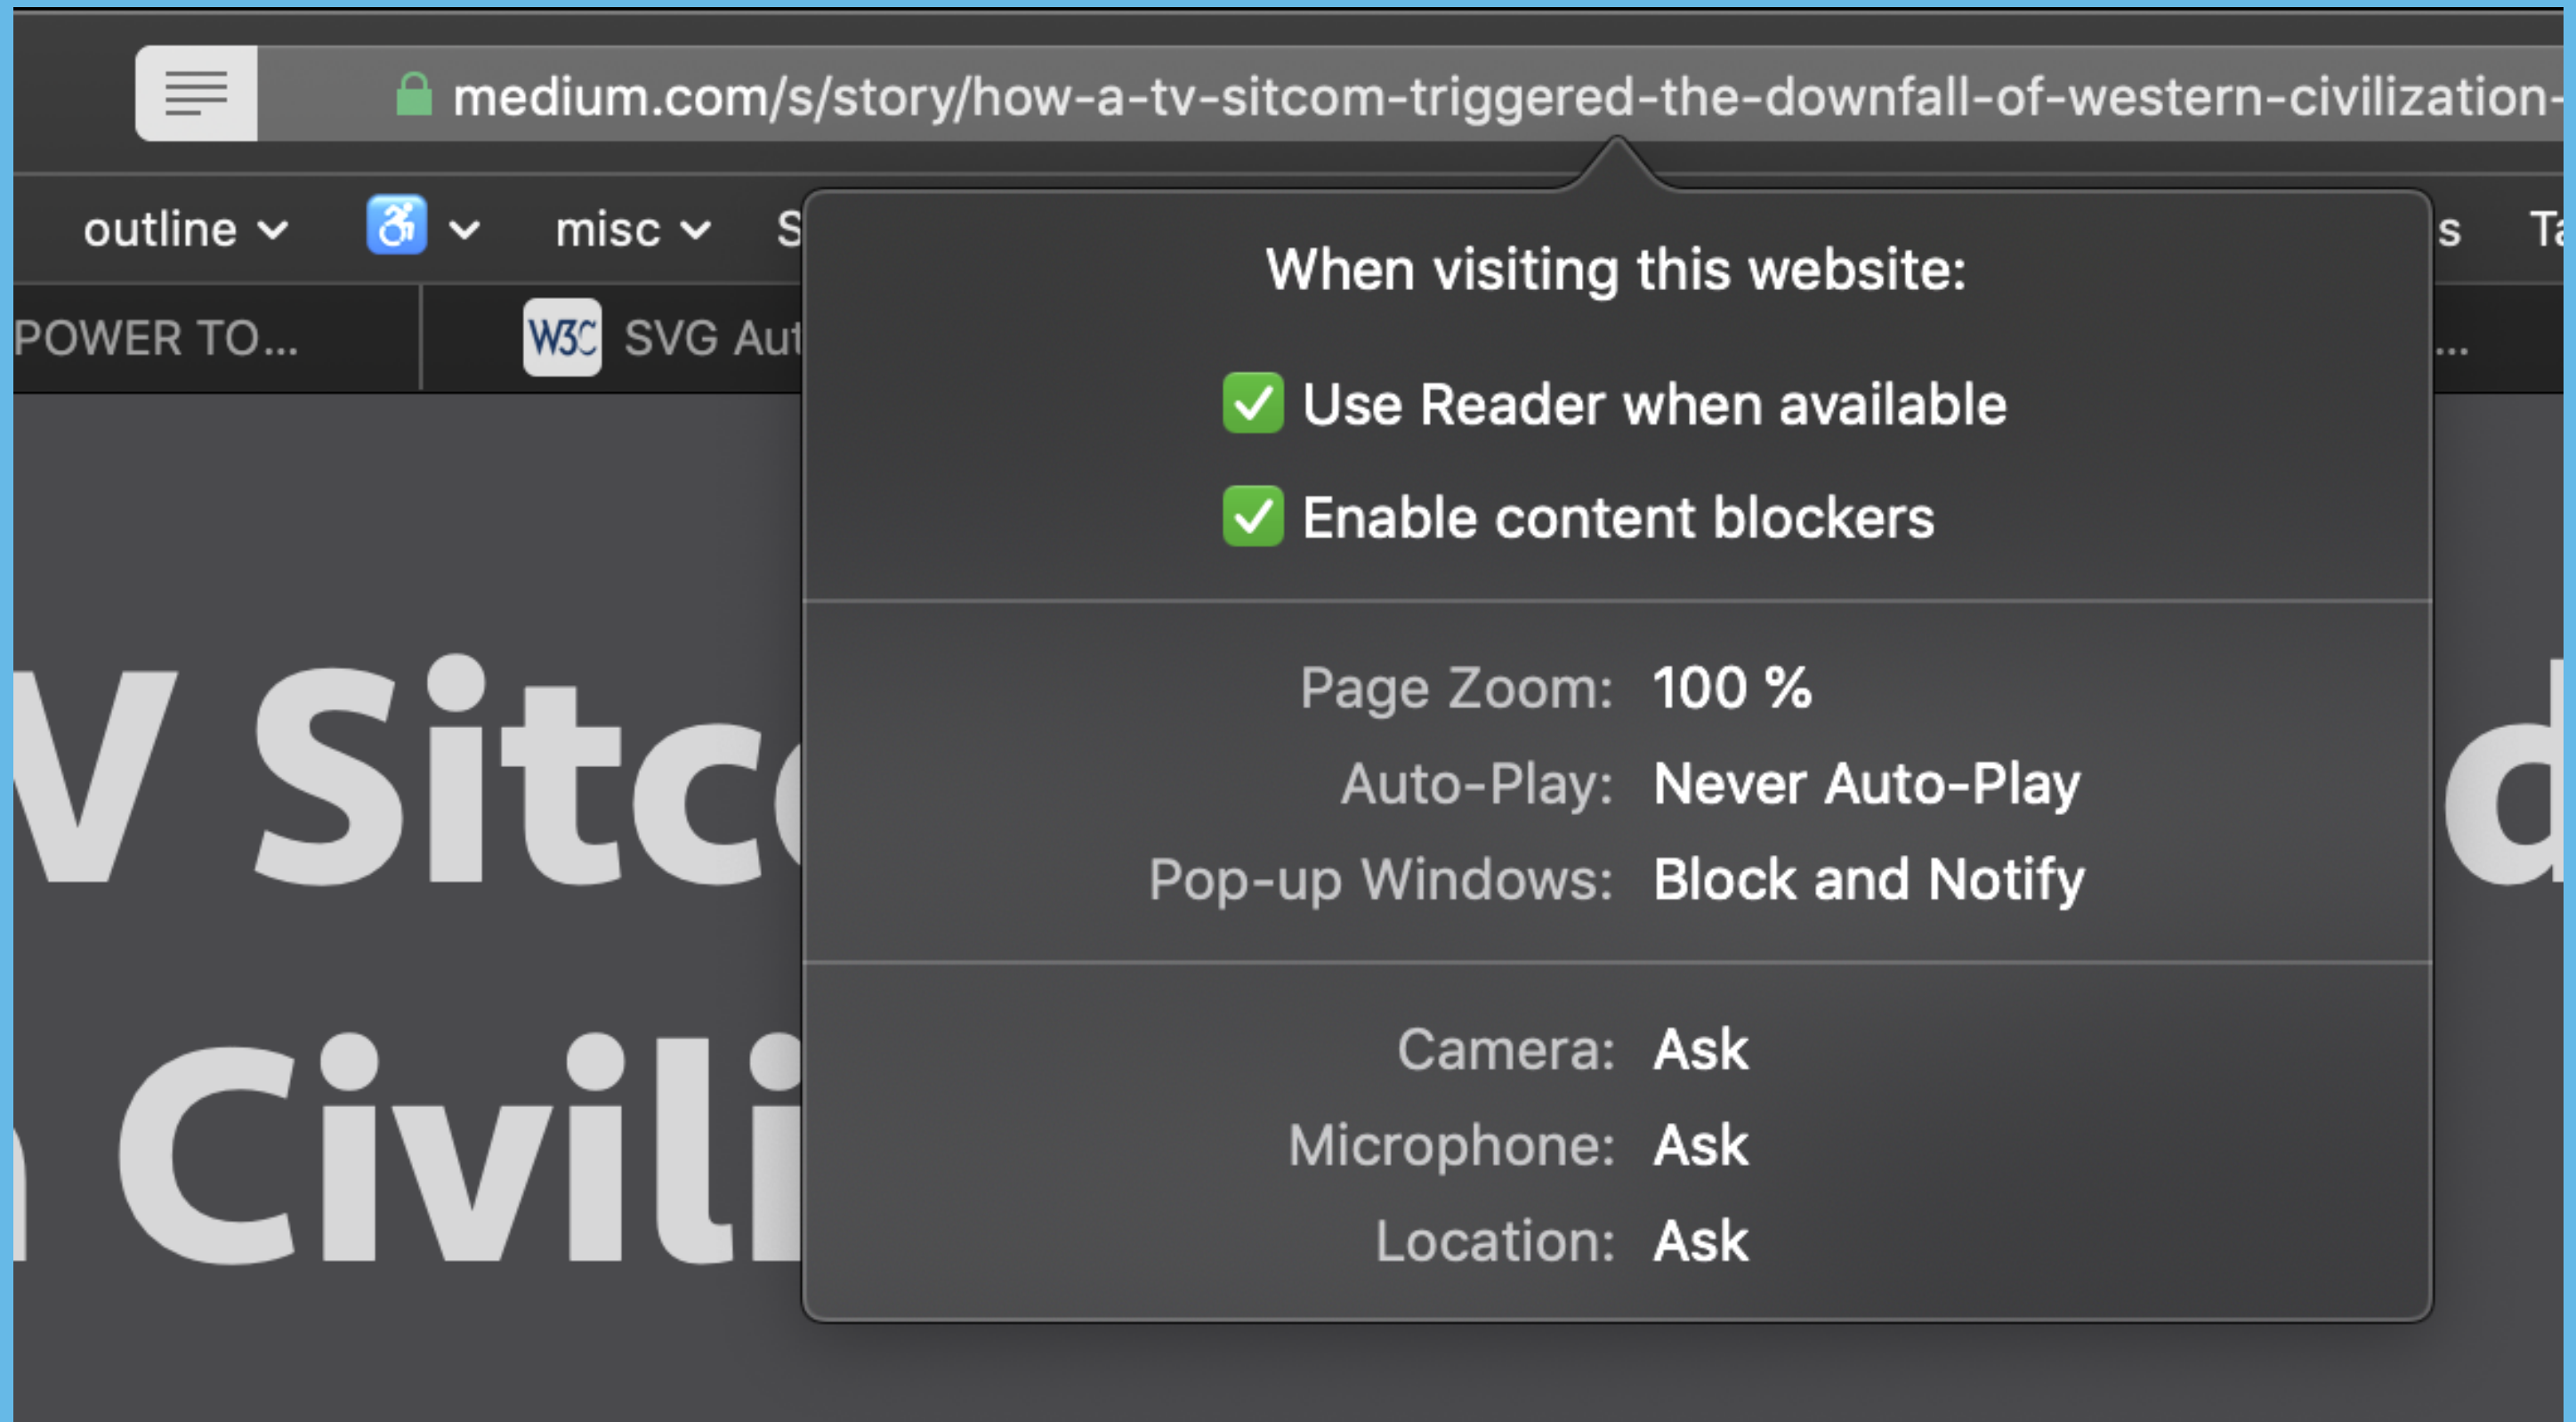 medium.com/s/story/how-a-tv-sitcom-triggered-the-downfall-of-western-civilization-
outline misc S s Ta
POWER TO... W3C SVG Aut ...
When visiting this website:
Use Reader when available
Enable content blockers
Page Zoom: 100 %
Auto-Play: Never Auto-Play
Pop-up Windows: Block and Notify
Camera: Ask
Microphone: Ask
Location: Ask
V Sitco d
n Civili